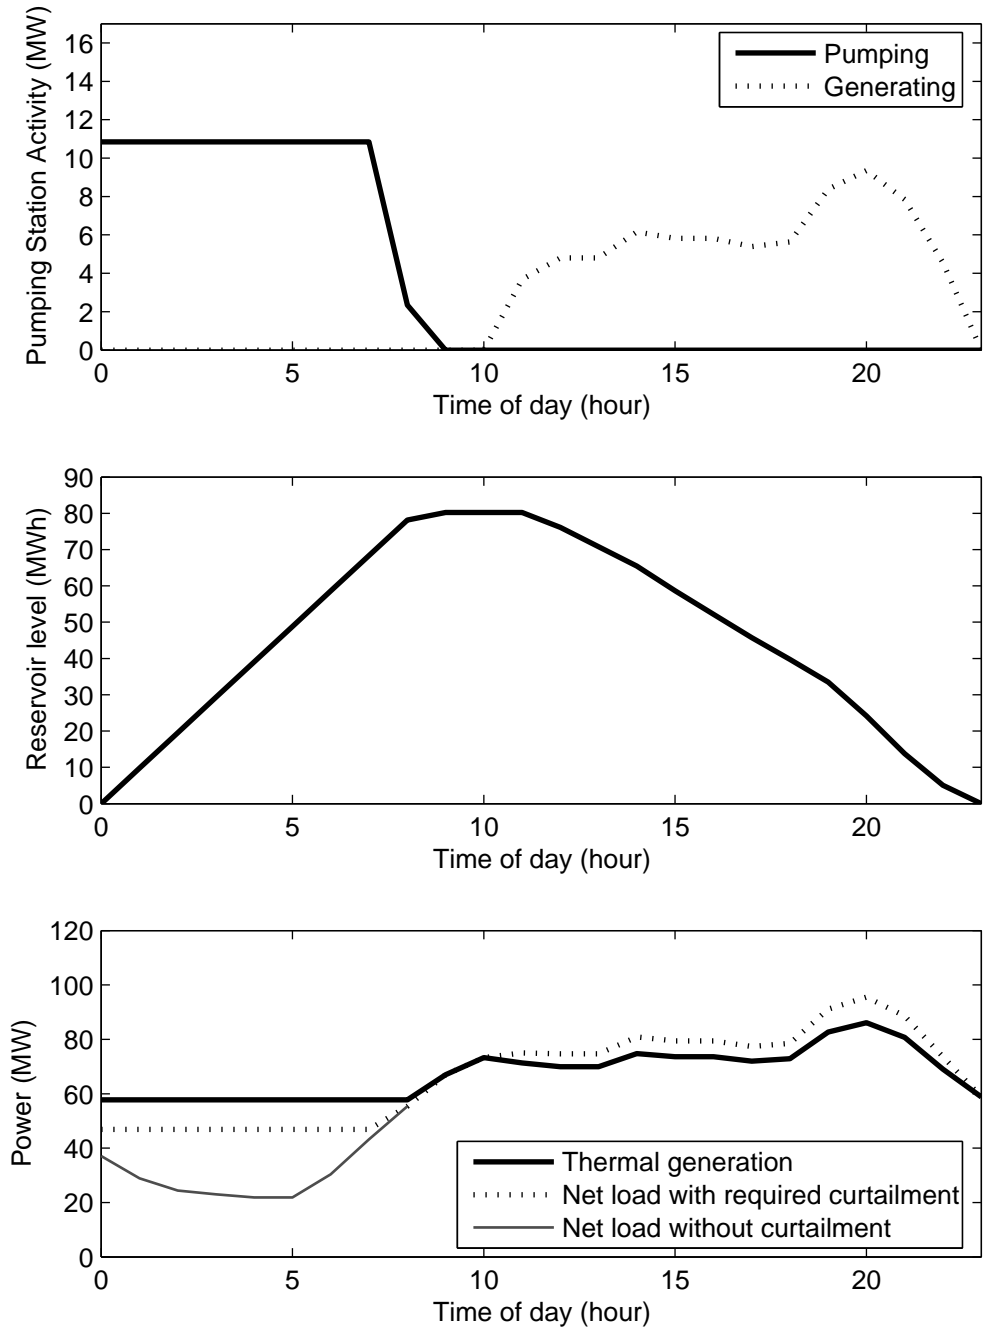 Pumping Station Activity (MW)
16
14
12
10
8
6
4
2
0
Pumping
Generating
0 5 10 15 20
Time of day (hour)
Reservoir level (MWh)
90
80
70
60
50
40
30
20
10
0
0 5 10 15 20
Time of day (hour)
Power (MW)
120
100
80
60
40
20
0
Thermal generation
Net load with required curtailment
Net load without curtailment
0 5 10 15 20
Time of day (hour)